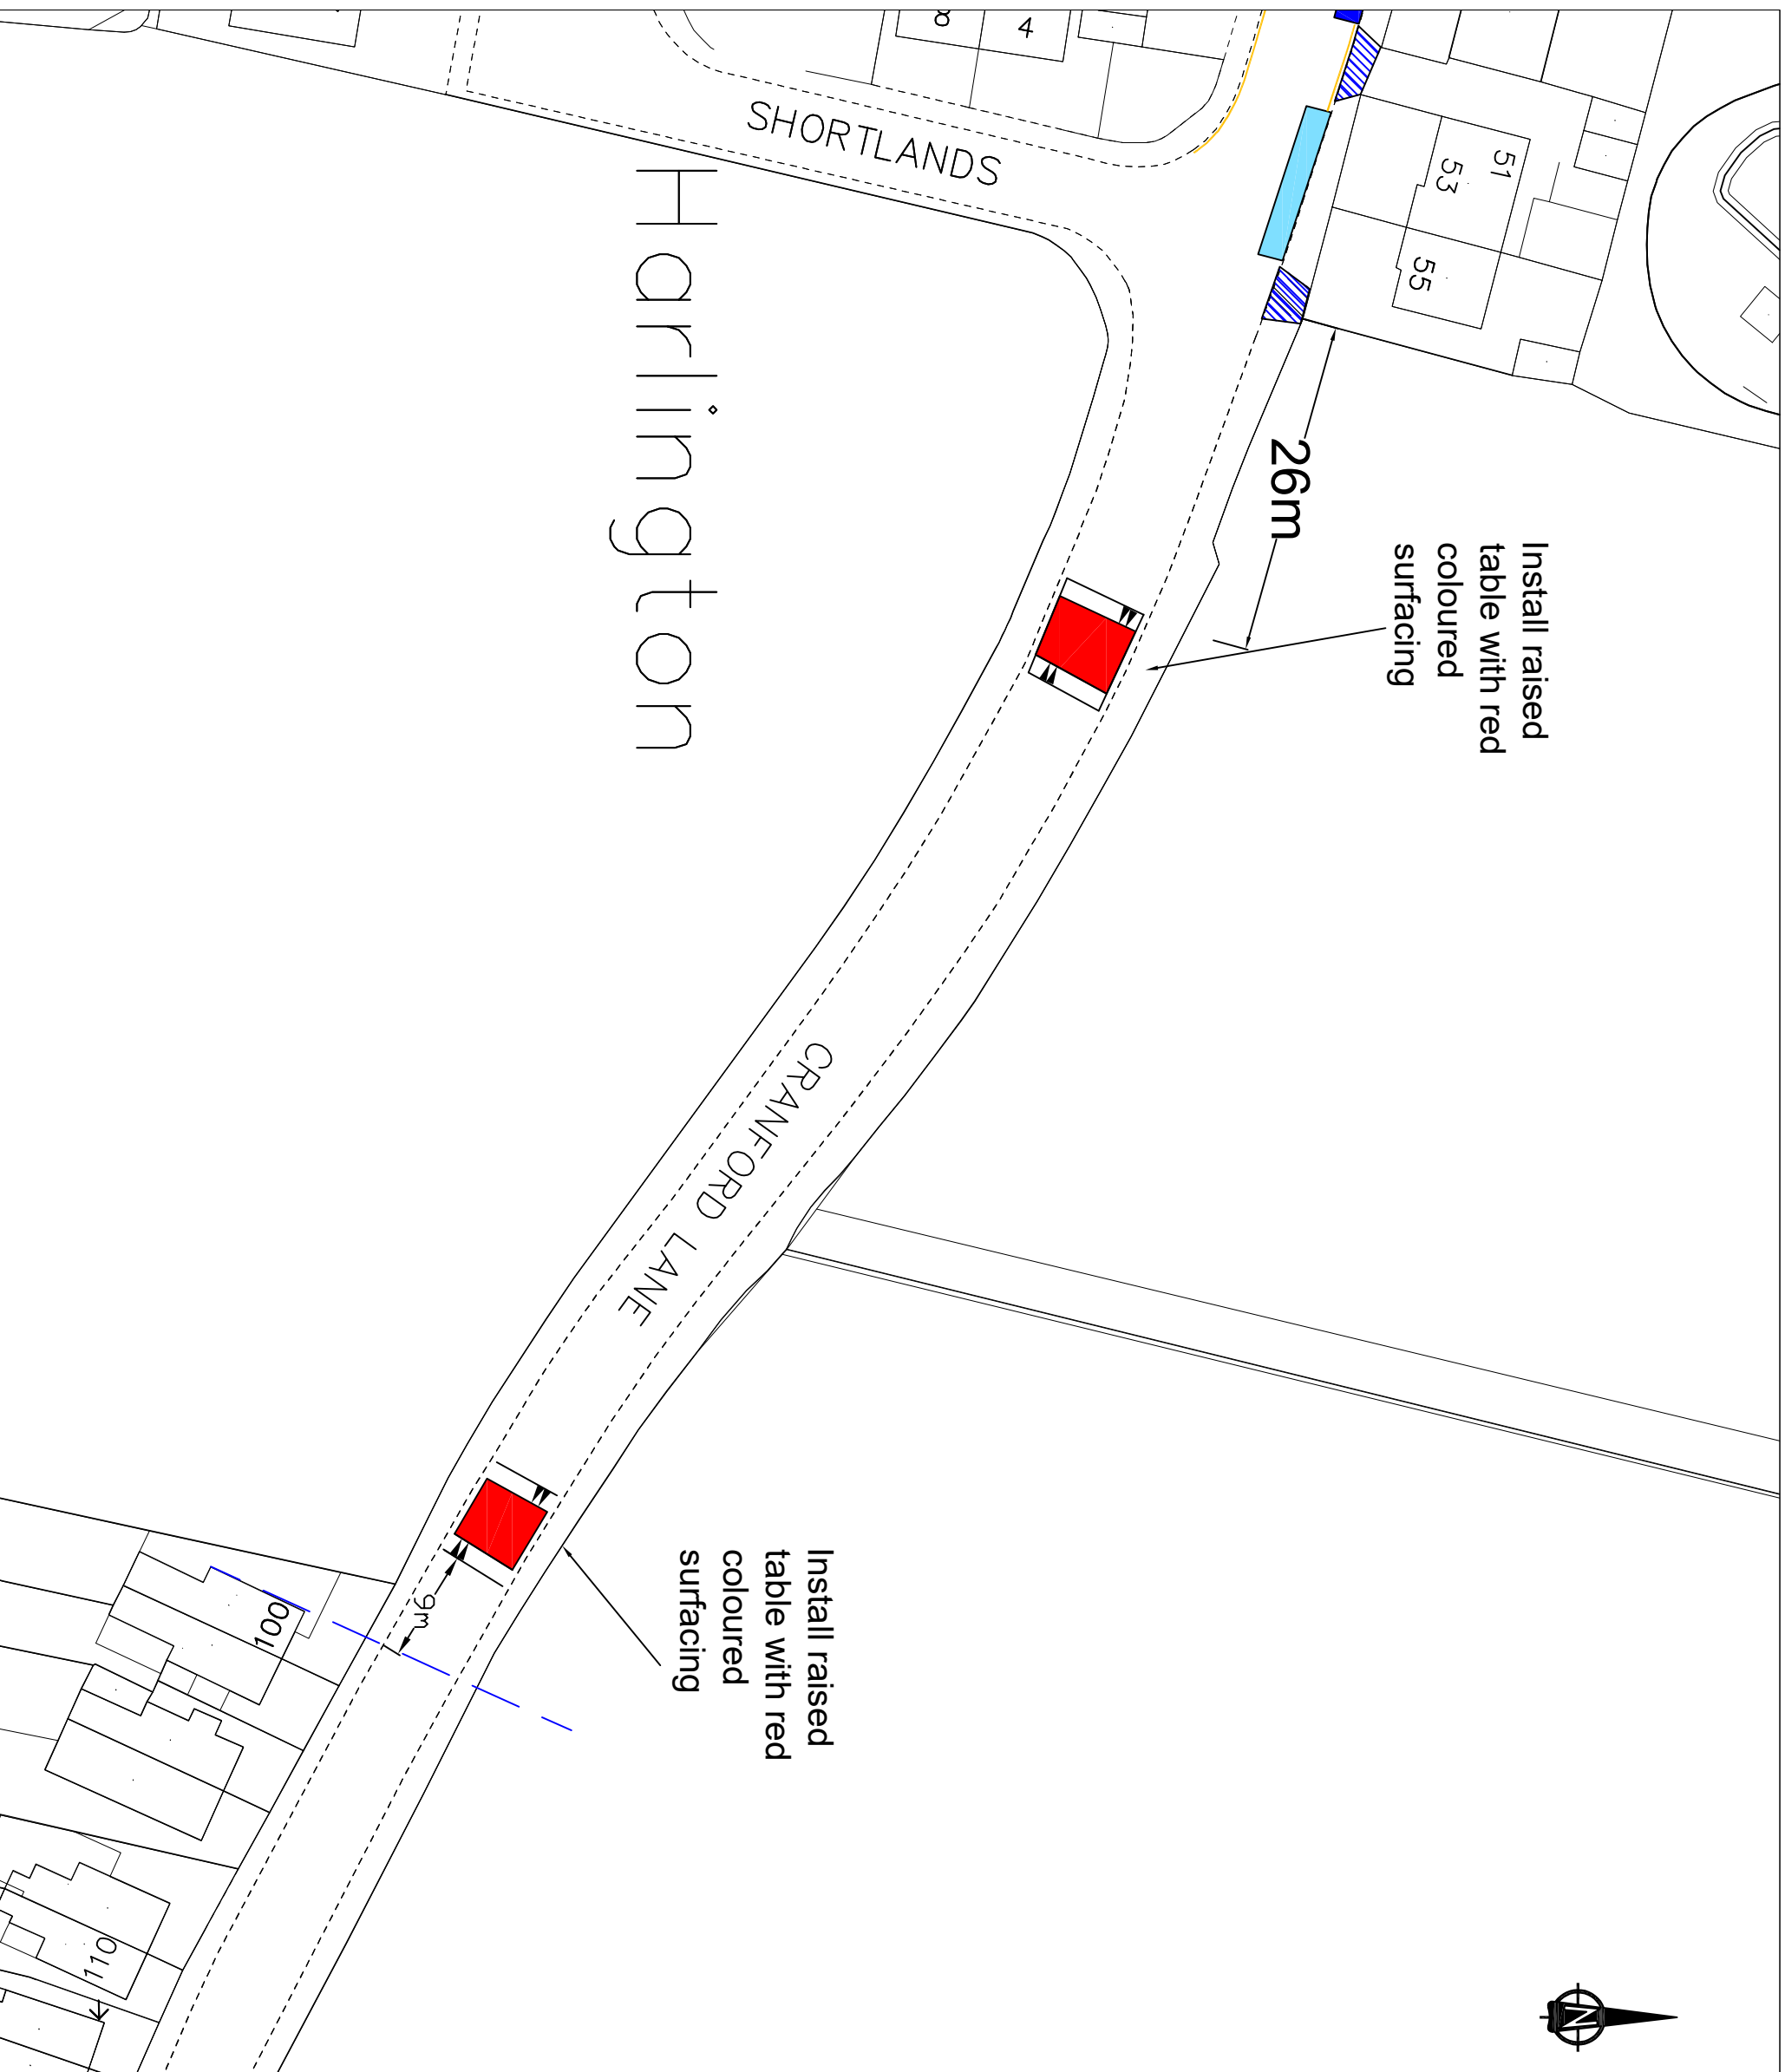 8
4
SHORTLANDS
51
53
55
Harlington
26m
Install raised
table with red
coloured
surfacing
CRANFORD LANE
Install raised
table with red
coloured
surfacing
9m
100
110
N